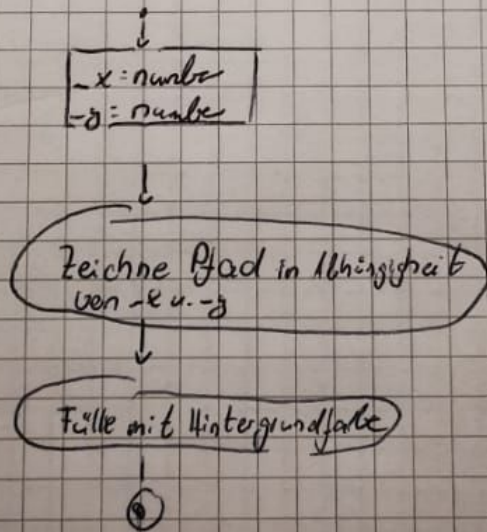 _x: number
_y: number
Zeichne Pfad in Abhängigkeit
von _x u. _y
Fülle mit Hintergrundfarbe